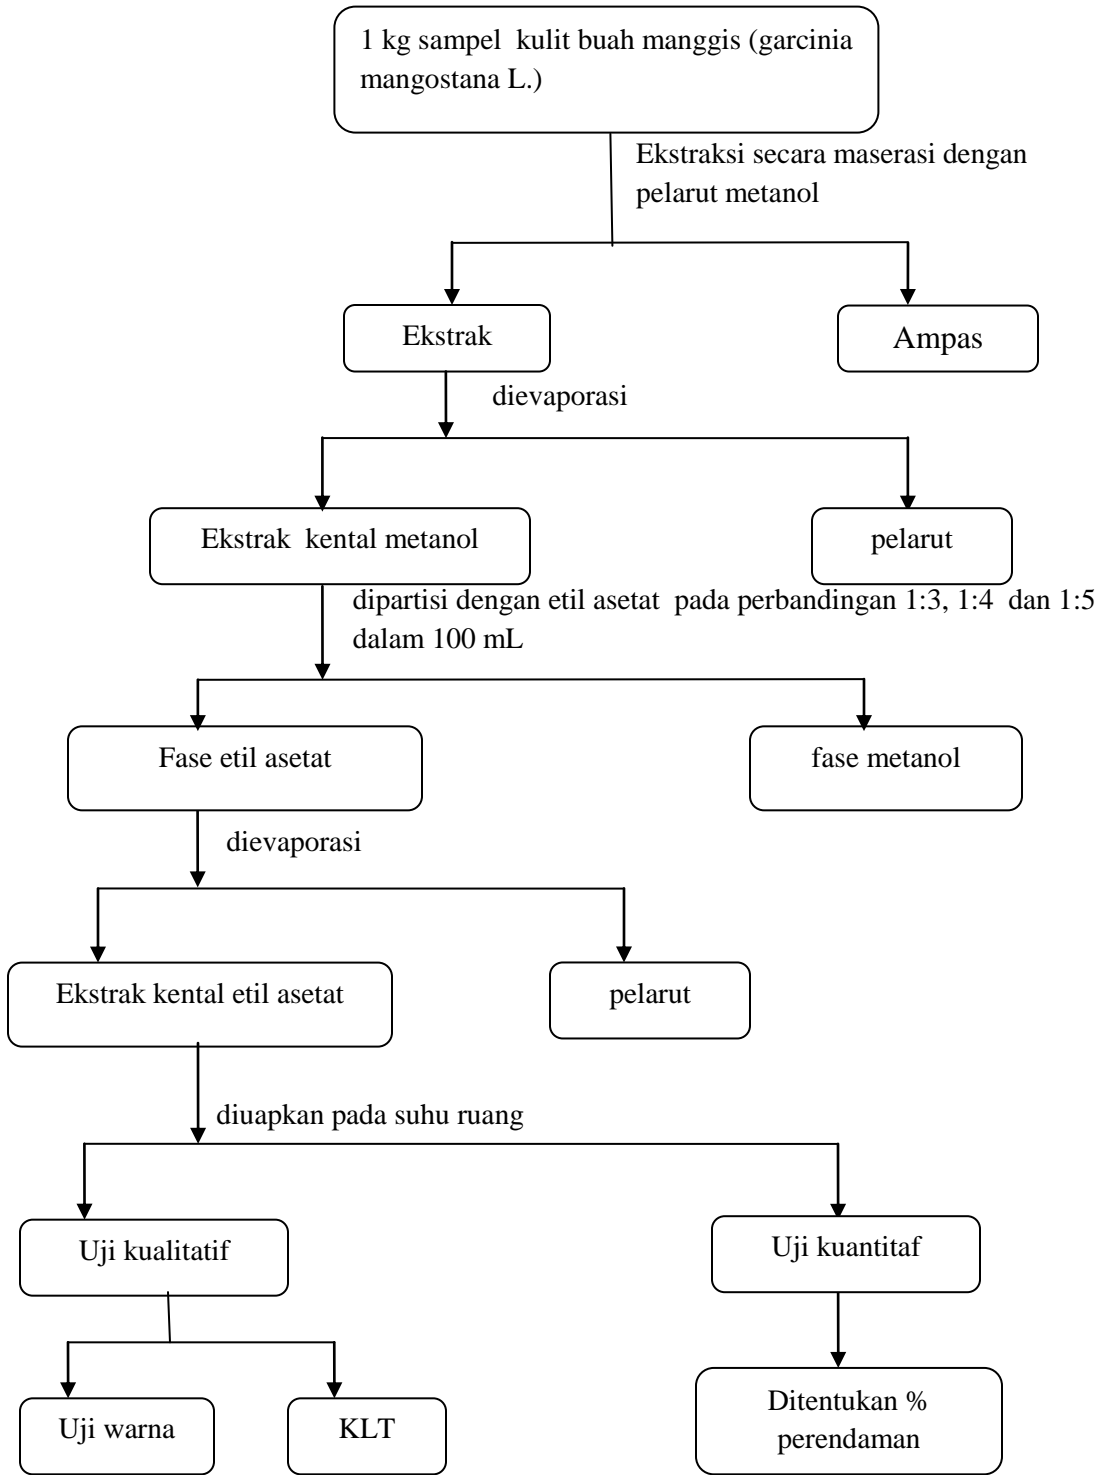 1 kg sampel kulit buah manggis (garcinia
mangostana L.)
Ekstraksi secara maserasi dengan
pelarut metanol
Ekstrak
Ampas
dievaporasi
Ekstrak kental metanol
pelarut
dipartisi dengan etil asetat pada perbandingan 1:3, 1:4 dan 1:5
dalam 100 mL
Fase etil asetat
fase metanol
dievaporasi
Ekstrak kental etil asetat
pelarut
diuapkan pada suhu ruang
Uji kualitatif
Uji kuantitaf
Uji warna
KLT
Ditentukan %
perendaman